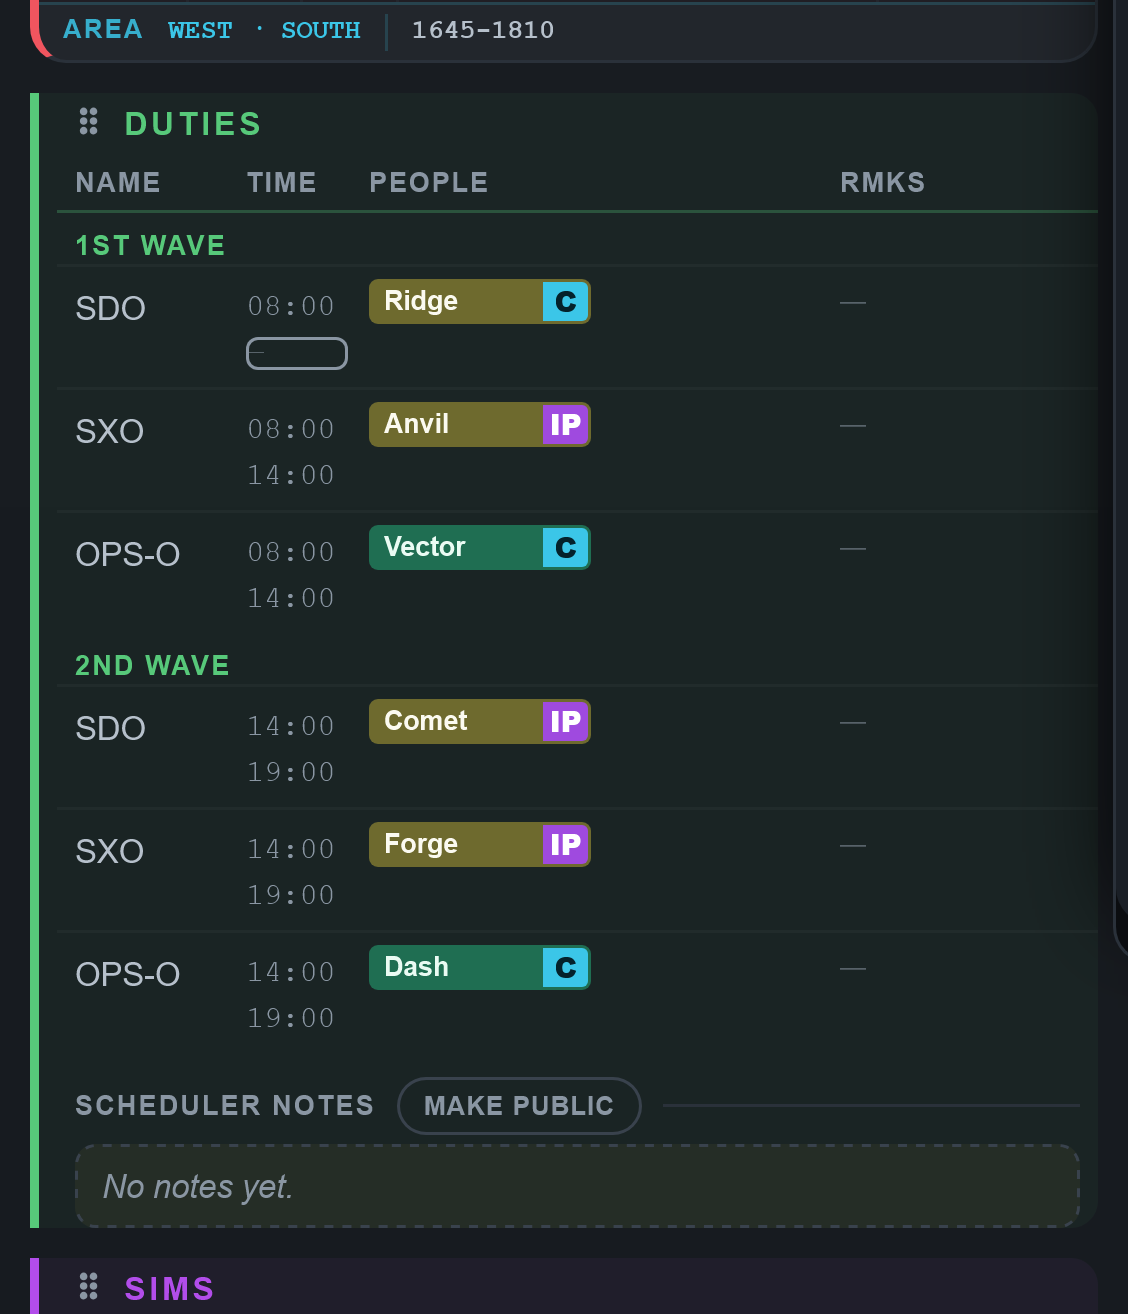 AREA WEST · SOUTH 1645–1810
DUTIES
NAME TIME PEOPLE RMKS
1ST WAVE
SDO 08:00 Ridge C —
—
SXO 08:00 Anvil IP —
14:00
OPS-O 08:00 Vector C —
14:00
2ND WAVE
SDO 14:00 Comet IP —
19:00
SXO 14:00 Forge IP —
19:00
OPS-O 14:00 Dash C —
19:00
SCHEDULER NOTES MAKE PUBLIC
No notes yet.
SIMS